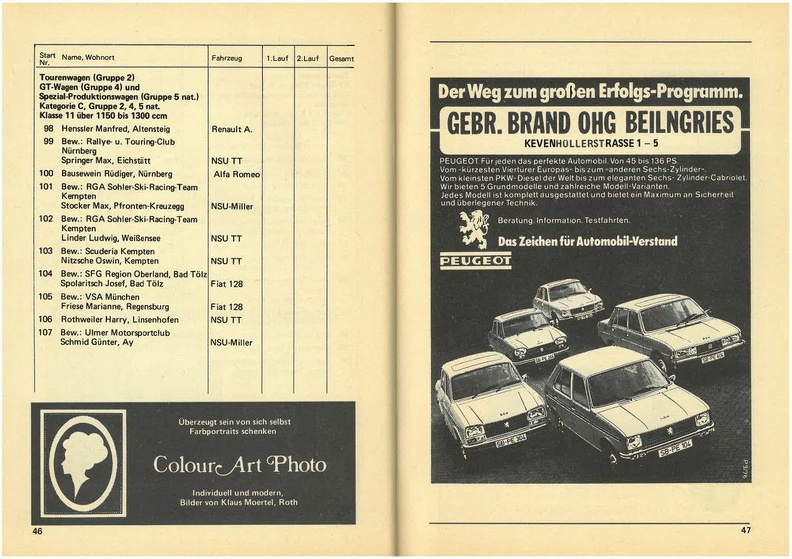 Start Nr. Name, Wohnort Fahrzeug 1.Lauf 2.Lauf Gesamt
Tourenwagen (Gruppe 2)
GT-Wagen (Gruppe 4) und
Spezial-Produktionswagen (Gruppe 5 nat.)
Kategorie C, Gruppe 2, 4, 5 nat.
Klasse 11 über 1150 bis 1300 ccm
98 Henssler Manfred, Altensteig Renault A.
99 Bew.: Rallye- u. Touring-Club
Nürnberg
Springer Max, Eichstätt NSU TT
100 Bausewein Rüdiger, Nürnberg Alfa Romeo
101 Bew.: RGA Sohler-Ski-Racing-Team
Kempten
Stocker Max, Pfronten-Kreuzegg NSU-Miller
102 Bew.: RGA Sohler-Ski-Racing-Team
Kempten
Linder Ludwig, Weißensee NSU TT
103 Bew.: Scuderia Kempten
Nitzsche Oswin, Kempten NSU TT
104 Bew.: SFG Region Oberland, Bad Tölz
Spolaritsch Josef, Bad Tölz Fiat 128
105 Bew.: VSA München
Friese Marianne, Regensburg Fiat 128
106 Rothweiler Harry, Linsenhofen NSU TT
107 Bew.: Ulmer Motorsportclub
Schmid Günter, Ay NSU-Miller
Überzeugt sein von sich selbst
Farbportraits schenken
Colour Art Photo
Individuell und modern,
Bilder von Klaus Moertel, Roth
46
Der Weg zum großen Erfolgs-Programm.
GEBR. BRAND OHG BEILNGRIES
KEVENHÜLLERSTRASSE 1 – 5
PEUGEOT Für jeden das perfekte Automobil. Von 45 bis 136 PS.
Vom -kürzesten Viertürer Europas- bis zum -anderen Sechs-Zylinder-.
Vom kleinsten PKW-Diesel der Welt bis zum eleganten Sechs-Zylinder-Cabriolet.
Wir bieten 5 Grundmodelle und zahlreiche Modell-Varianten.
Jedes Modell ist komplett ausgestattet und bietet ein Maximum an Sicherheit
und überlegener Technik.
Beratung. Information. Testfahrten.
Das Zeichen für Automobil-Verstand
PEUGEOT
SB-PE 104
SB-PE 304
P 3/76
47